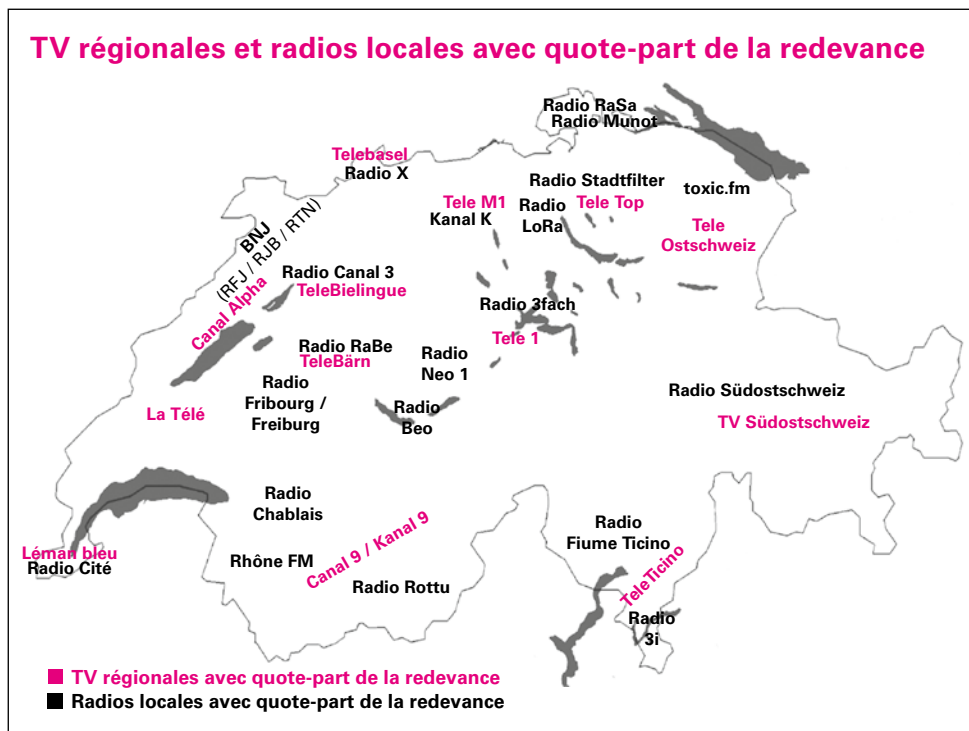 TV régionales et radios locales avec quote-part de la redevance
Radio RaSa
Radio Munot
Telebasel
Radio X
Radio Stadtfilter
toxic.fm
Tele M1
Kanal K
Radio
LoRa
Tele Top
Tele
Ostschweiz
BNJ
(RFJ / RJB / RTN)
Canal Alpha
Radio Canal 3
TeleBielingue
Radio 3fach
Tele 1
Radio RaBe
TeleBärn
Radio
Neo 1
Radio
Fribourg /
Freiburg
Radio
Beo
La Télé
Radio Südostschweiz
TV Südostschweiz
Radio
Chablais
Léman bleu
Radio Cité
Rhône FM
Canal 9 / Kanal 9
Radio Rottu
Radio
Fiume Ticino
TeleTicino
Radio
3i
TV régionales avec quote-part de la redevance
Radios locales avec quote-part de la redevance